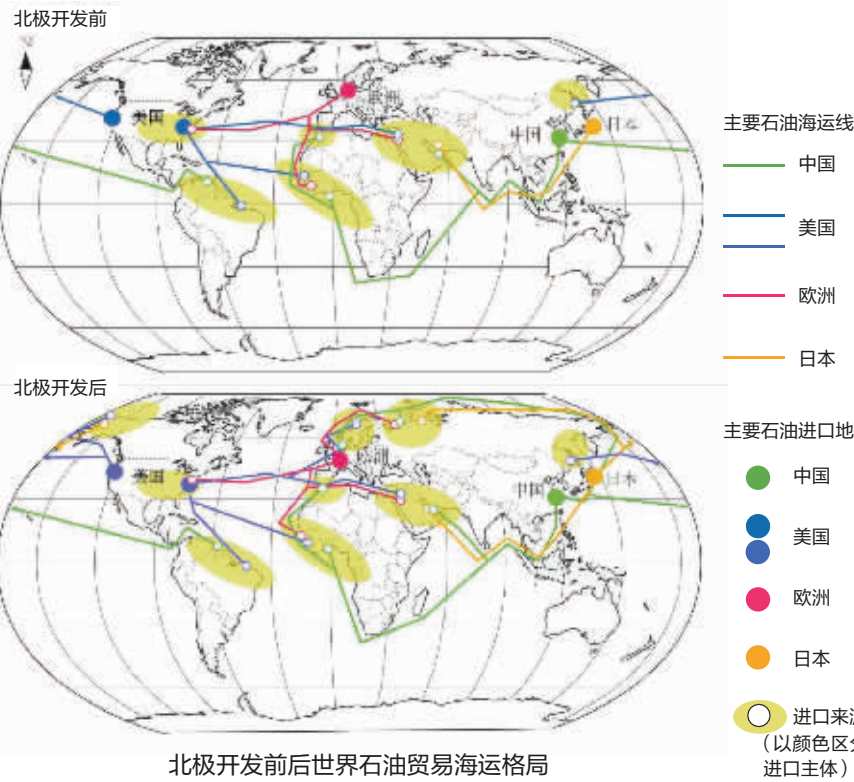 北极开发前
美国
中国
日本
主要石油海运线
中国
美国
欧洲
日本
北极开发后
美国
中国
日本
主要石油进口地
中国
美国
欧洲
日本
进口来
（以颜色区
进口主体）
北极开发前后世界石油贸易海运格局